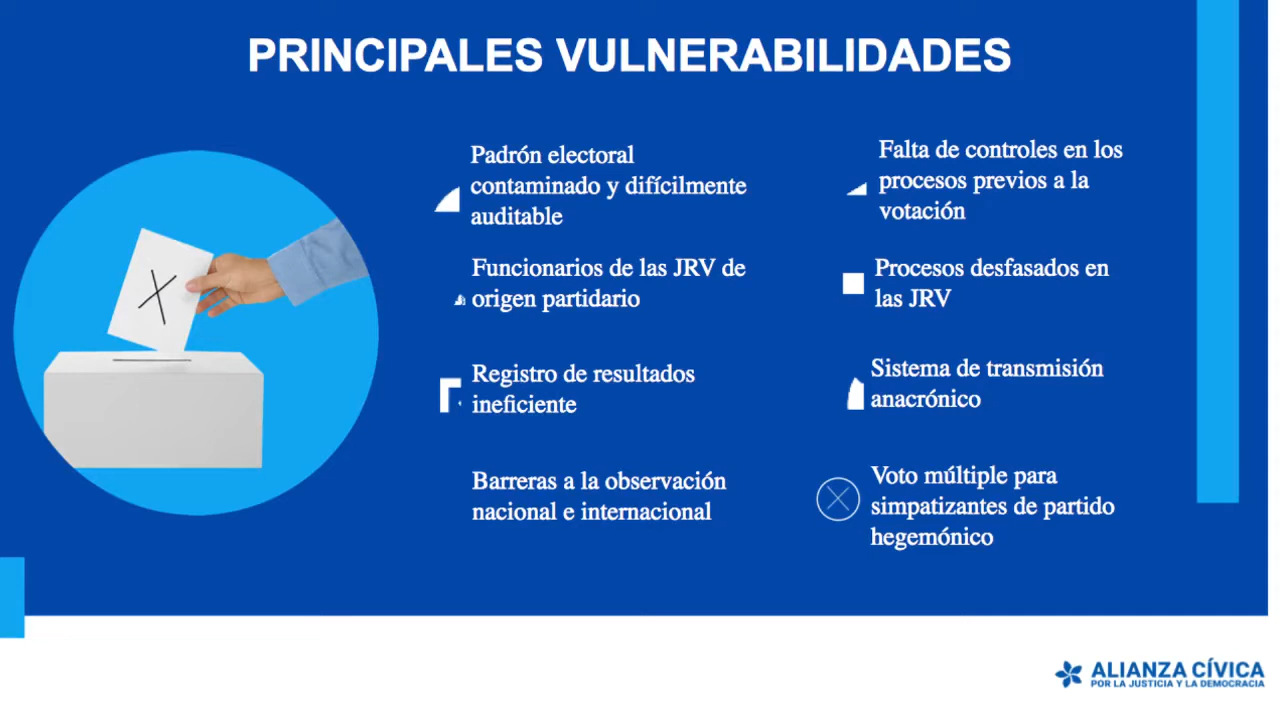 PRINCIPALES VULNERABILIDADES
Padrón electoral
contaminado y difícilmente
auditable
Funcionarios de las JRV de
origen partidario
Registro de resultados
ineficiente
Barreras a la observación
nacional e internacional
Falta de controles en los
procesos previos a la
votación
Procesos desfasados en
las JRV
Sistema de transmisión
anacrónico
Voto múltiple para
simpatizantes de partido
hegemónico
ALIANZA CÍVICA
POR LA JUSTICIA Y LA DEMOCRACIA